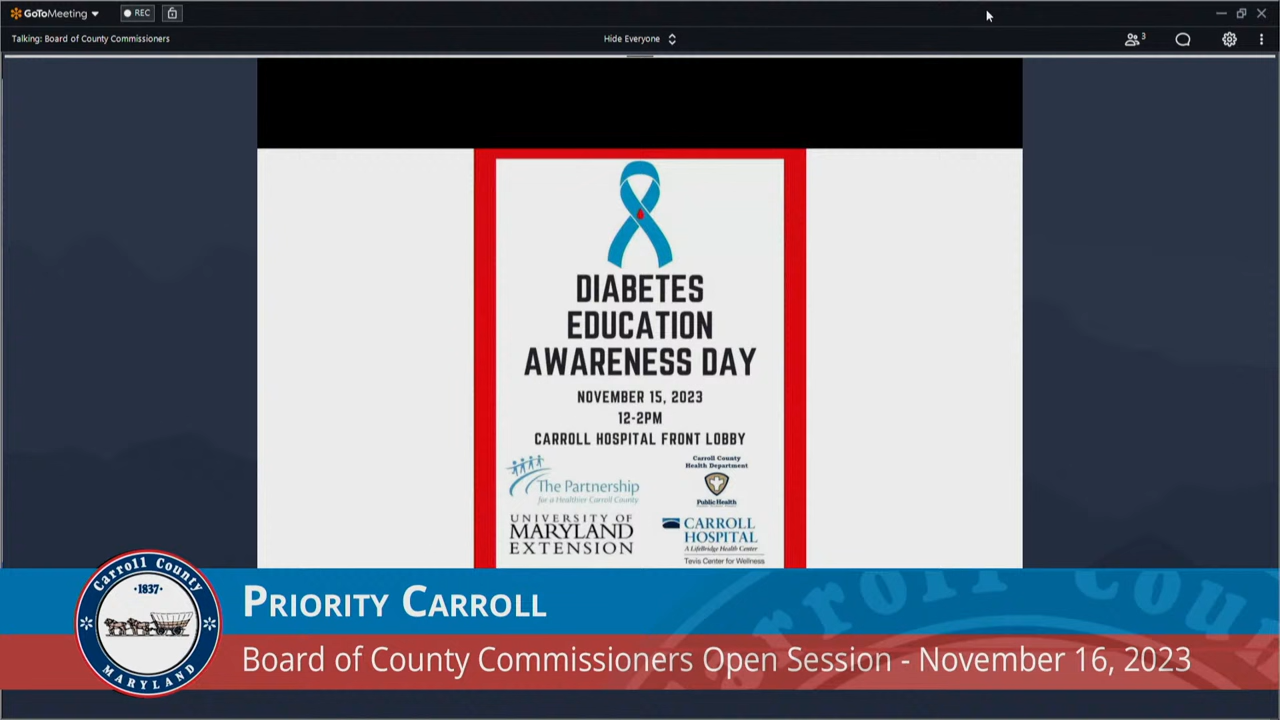 GoToMeeting
REC
Talking: Board of County Commissioners
Hide Everyone
3
DIABETES
EDUCATION
AWARENESS DAY
NOVEMBER 15, 2023
12-2PM
CARROLL HOSPITAL FRONT LOBBY
The Partnership
for a Healthier Carroll County
Carroll County
Health Department
Public Health
UNIVERSITY OF
MARYLAND
EXTENSION
CARROLL
HOSPITAL
A LifeBridge Health Center
Tevis Center for Wellness
Carroll County
·1837·
MARYLAND
PRIORITY CARROLL
Board of County Commissioners Open Session - November 16, 2023